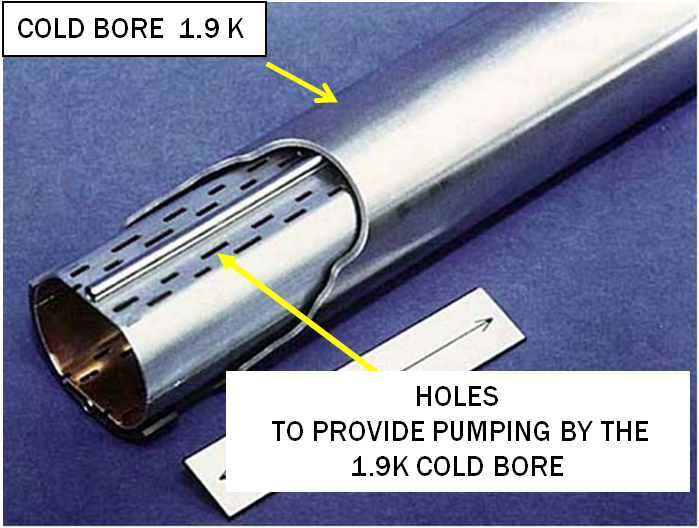 COLD BORE 1.9 K
HOLES
TO PROVIDE PUMPING BY THE
1.9K COLD BORE